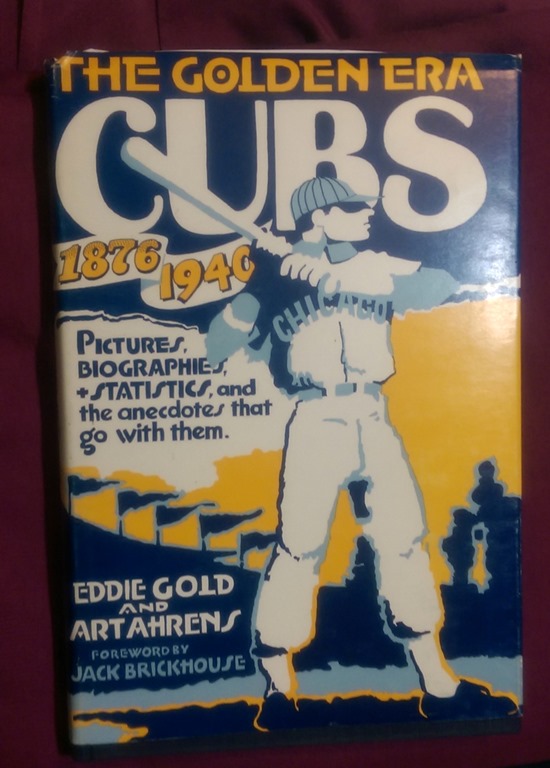 THE GOLDEN ERA
CUBS
1876
1940
PICTURES,
BIOGRAPHIES,
+STATISTICS, and
the anecdotes that
go with them.
CHICAGO
EDDIE GOLD
AND
ART AHRENS
FOREWORD BY
JACK BRICKHOUSE